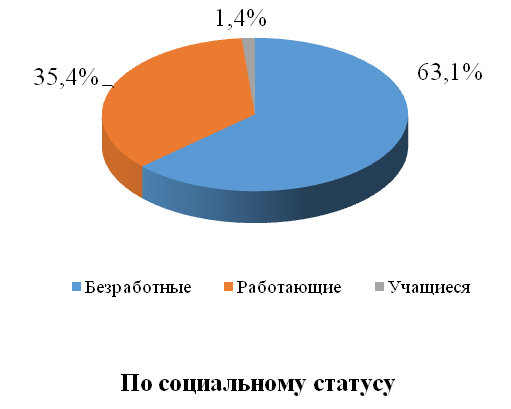 1,4%
35,4%
63,1%
Безработные Работающие Учащиеся
По социальному статусу